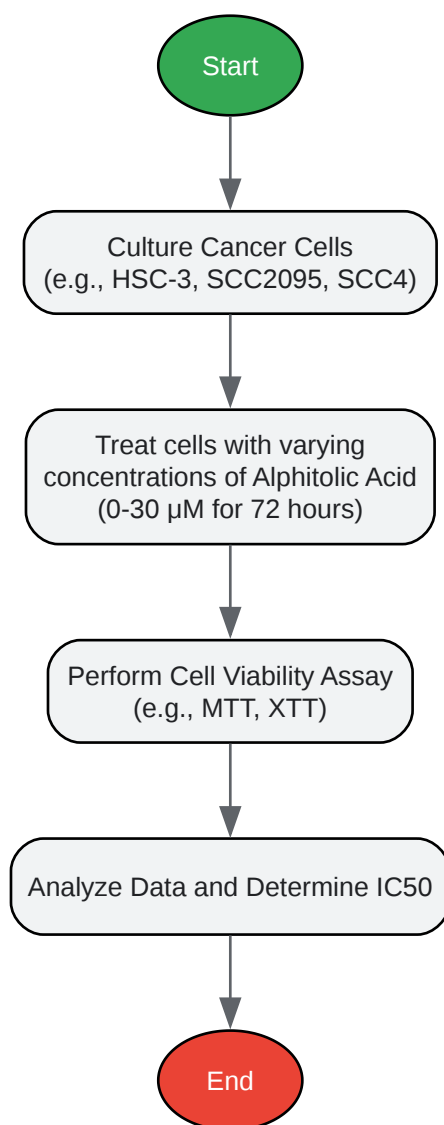 Start
Culture Cancer Cells
(e.g., HSC-3, SCC2095, SCC4)
Treat cells with varying
concentrations of Alphitolic Acid
(0-30 μM for 72 hours)
Perform Cell Viability Assay
(e.g., MTT, XTT)
Analyze Data and Determine IC50
End